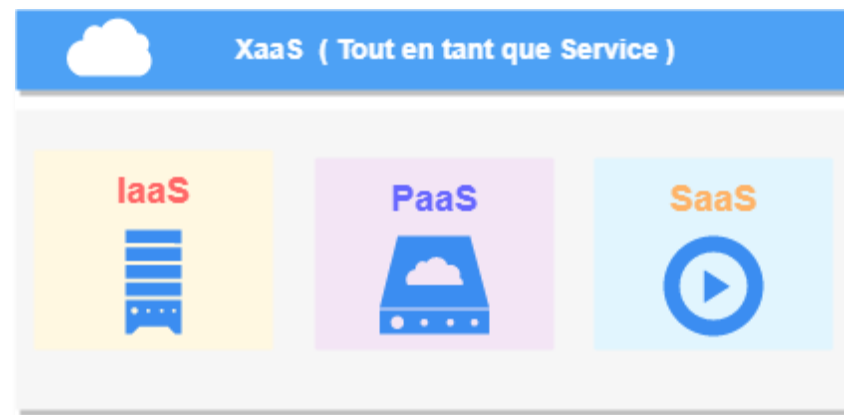 XaaS ( Tout en tant que Service )
IaaS
PaaS
SaaS